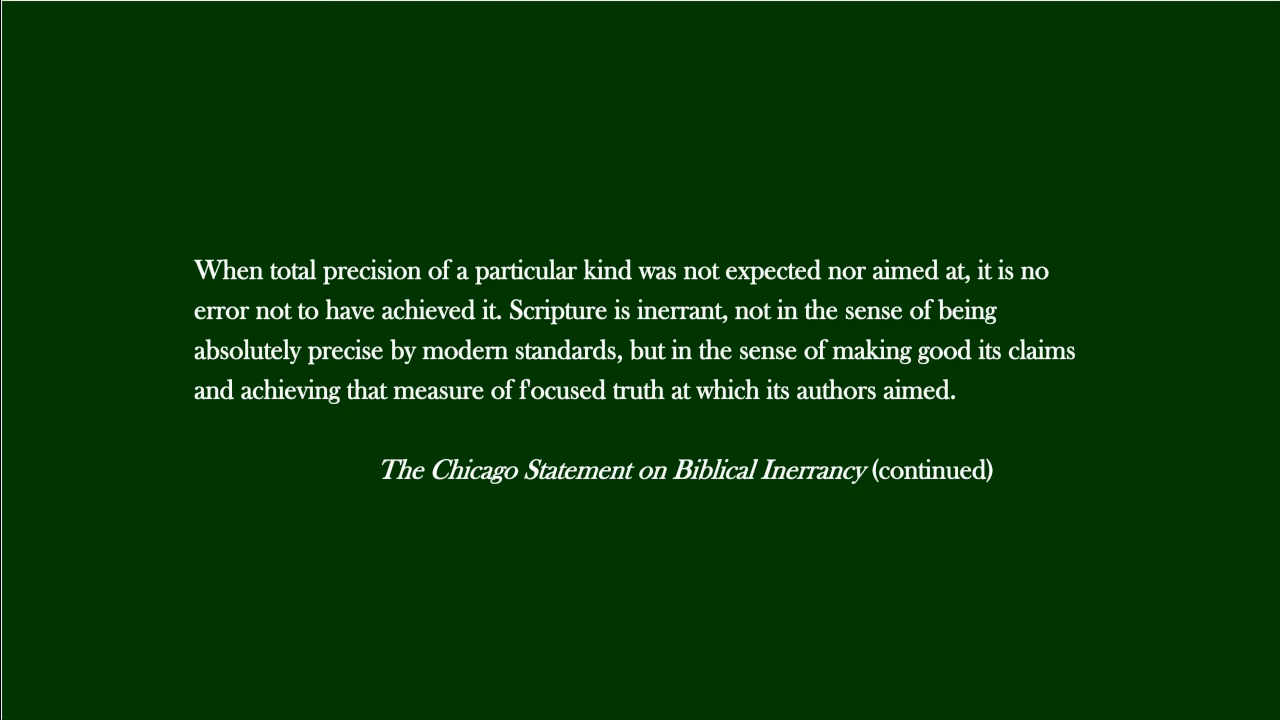 When total precision of a particular kind was not expected nor aimed at, it is no
error not to have achieved it. Scripture is inerrant, not in the sense of being
absolutely precise by modern standards, but in the sense of making good its claims
and achieving that measure of f'ocused truth at which its authors aimed.
The Chicago Statement on Biblical Inerrancy (continued)